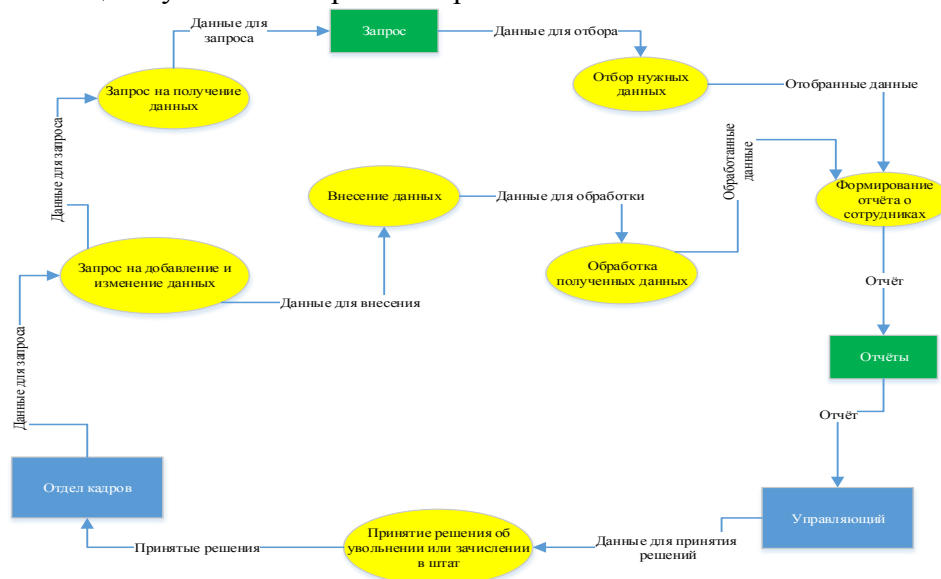 Данные для
запроса
Запрос
Данные для отбора
Запрос на получение
данных
Отбор нужных
данных
Отобранные данные
Данные для запроса
Обработанные
данные
Внесение данных
Данные для обработки
Формирование
отчёта о
сотрудниках
Запрос на добавление и
изменение данных
Обработка
полученных данных
Данные для внесения
Отчёт
Данные для запроса
Отчёты
Отчёт
Отдел кадров
Управляющий
Принятые решения
Принятие решения об
увольнении или зачислении
в штат
Данные для принятия
решений